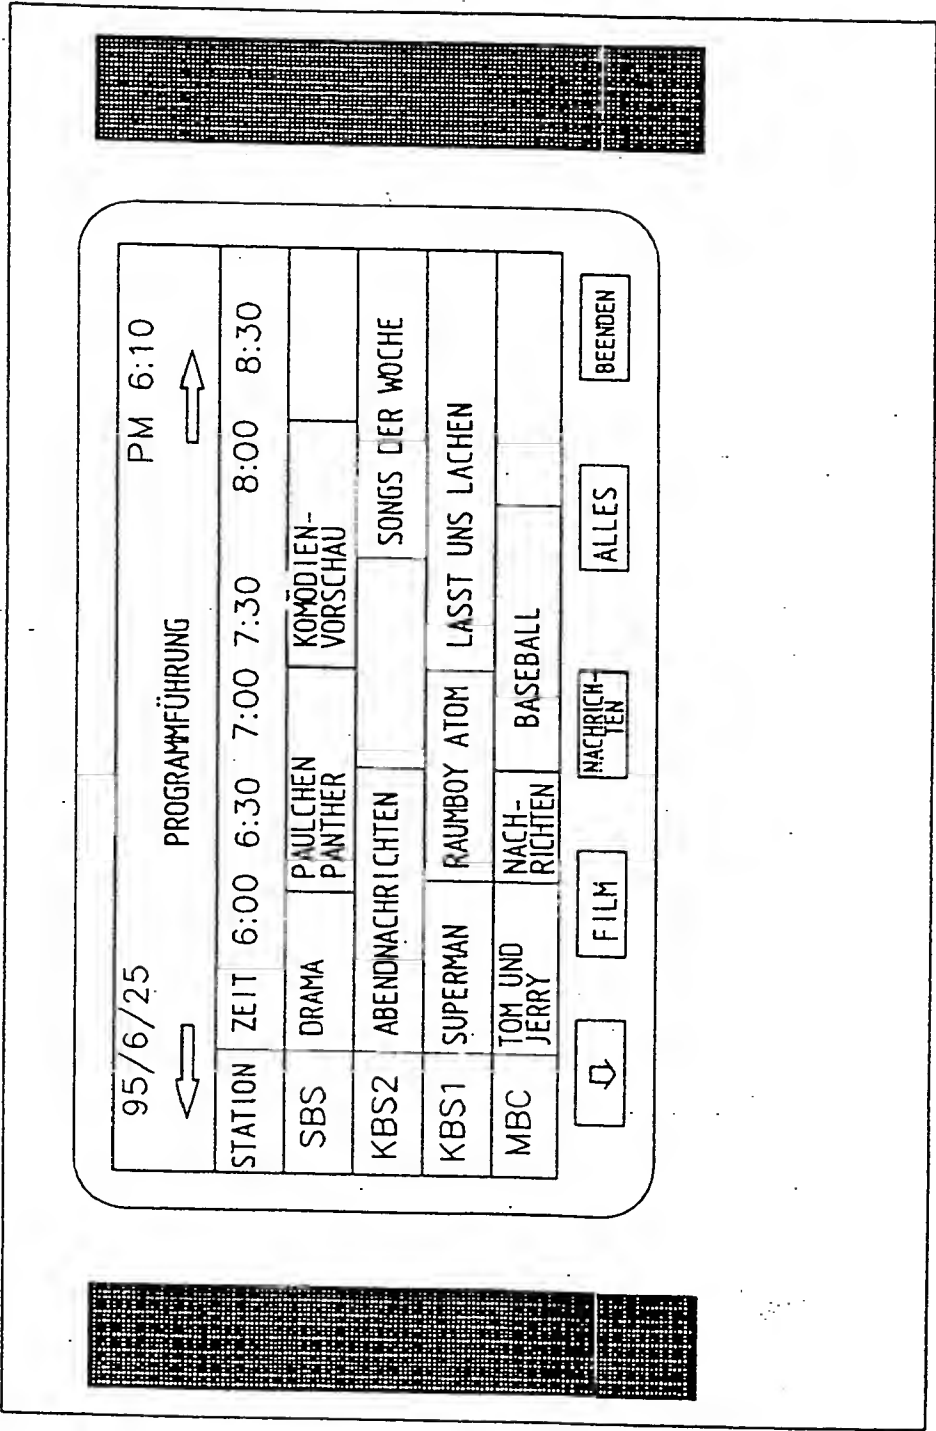 95/6/25 PM 6:10
PROGRAMMFÜHRUNG
STATION ZEIT 6:00 6:30 7:00 7:30 8:00 8:30
SBS DRAMA PAULCHEN PANTHER KOMÖDIEN-VORSCHAU
KBS2 ABENDNACHRICHTEN SONGS DER WOCHE
KBS1 SUPERMAN RAUMBOY ATOM LASST UNS LACHEN
MBC TOM UND JERRY NACH-RICHTEN BASEBALL
FILM NACHRICH-TEN ALLES BEENDEN